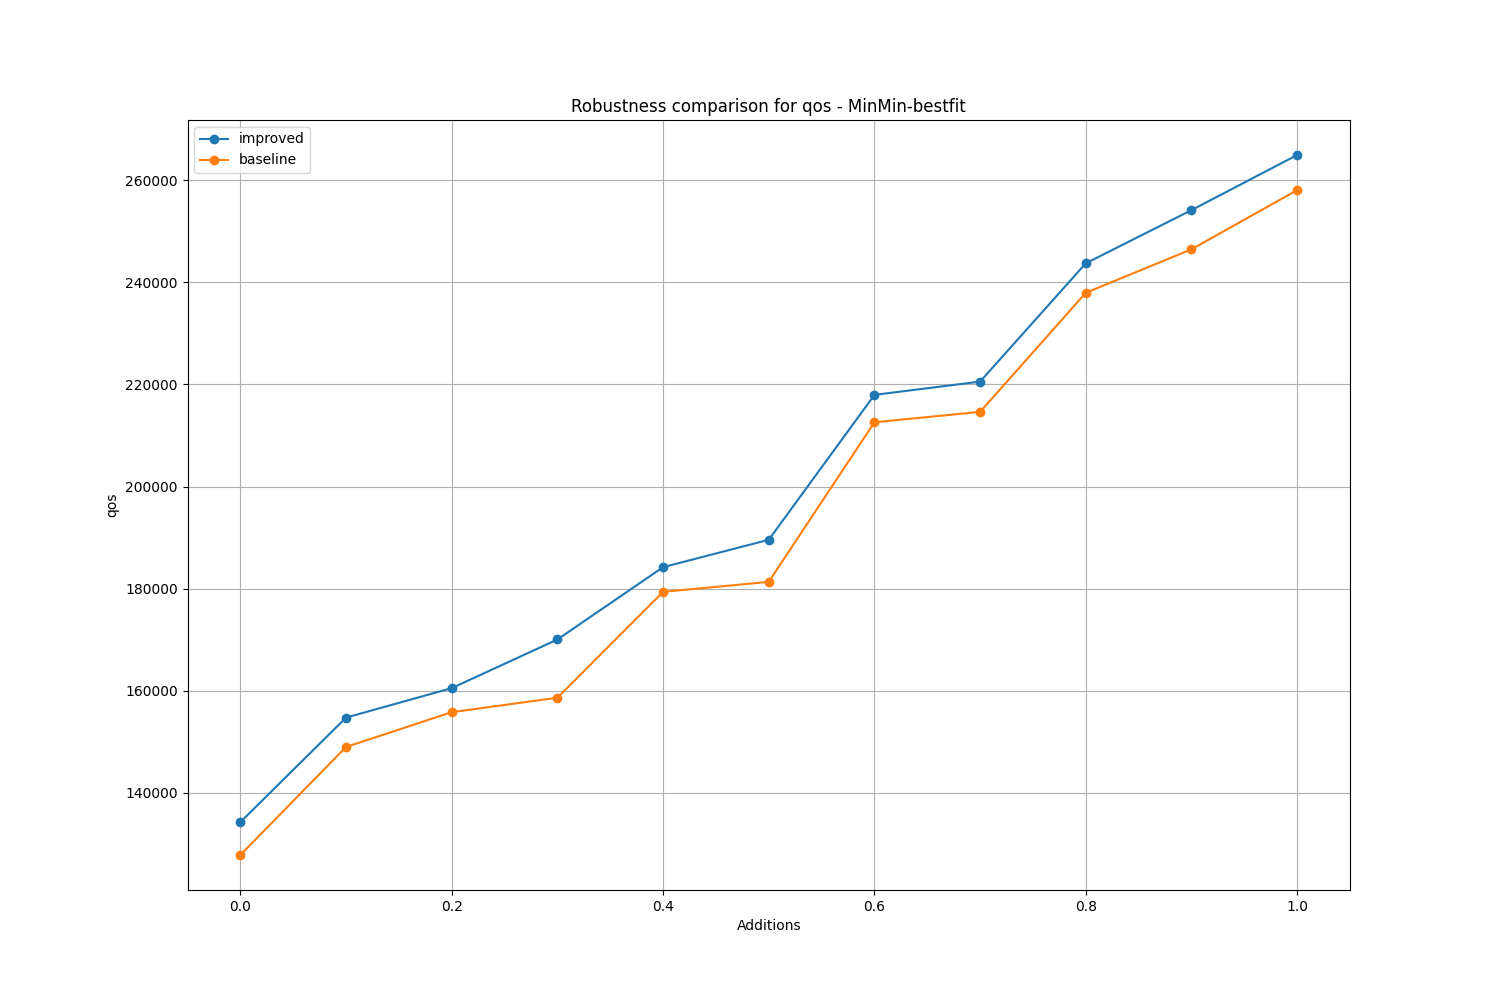 Robustness comparison for qos - MinMin-bestfit
improved
baseline
260000
240000
220000
200000
180000
160000
140000
qos
0.0 0.2 0.4 0.6 0.8 1.0
Additions